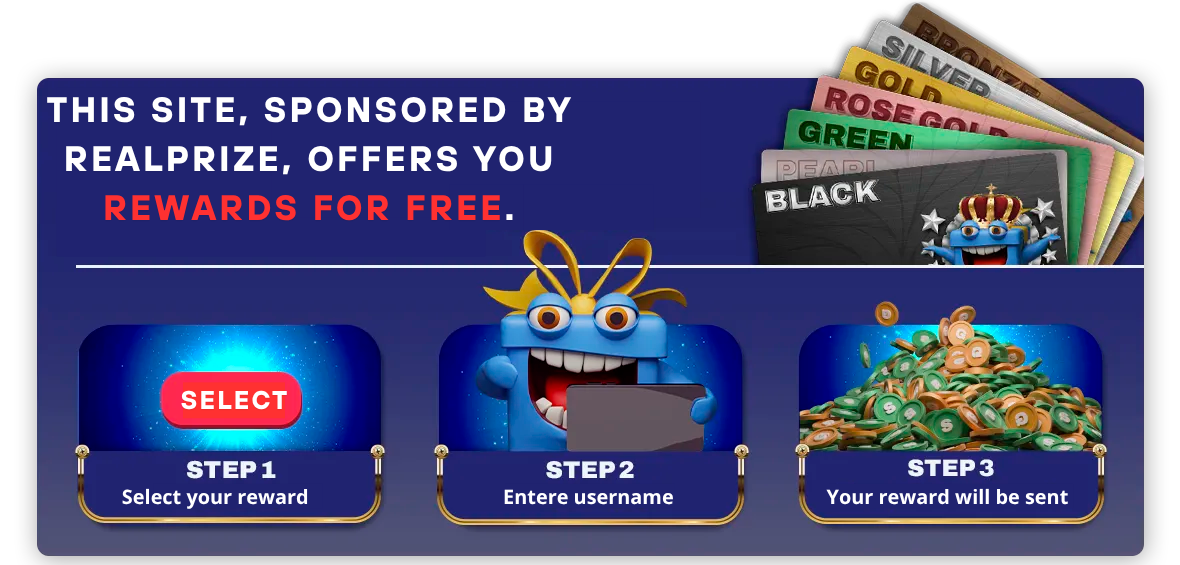 THIS SITE, SPONSORED BY
REALPRIZE, OFFERS YOU
REWARDS FOR FREE.
BRONZE
SILVER
GOLD
ROSE GOLD
GREEN
PEARL
BLACK
SELECT
STEP 1
Select your reward
STEP 2
Entere username
STEP 3
Your reward will be sent